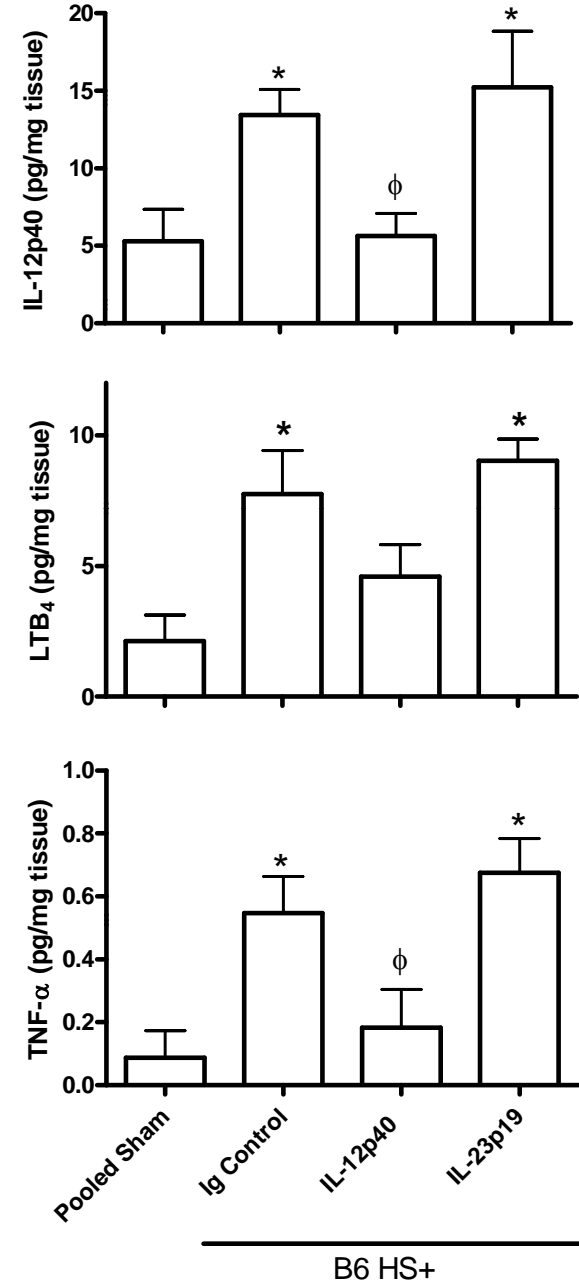 IL-12p40 (pg/mg tissue)
20
15
10
5
0
*
ϕ
*
LTB₄ (pg/mg tissue)
10
5
0
*
*
TNF-α (pg/mg tissue)
1.0
0.8
0.6
0.4
0.2
0.0
*
ϕ
*
Pooled Sham
Ig Control
IL-12p40
IL-23p19
B6 HS+